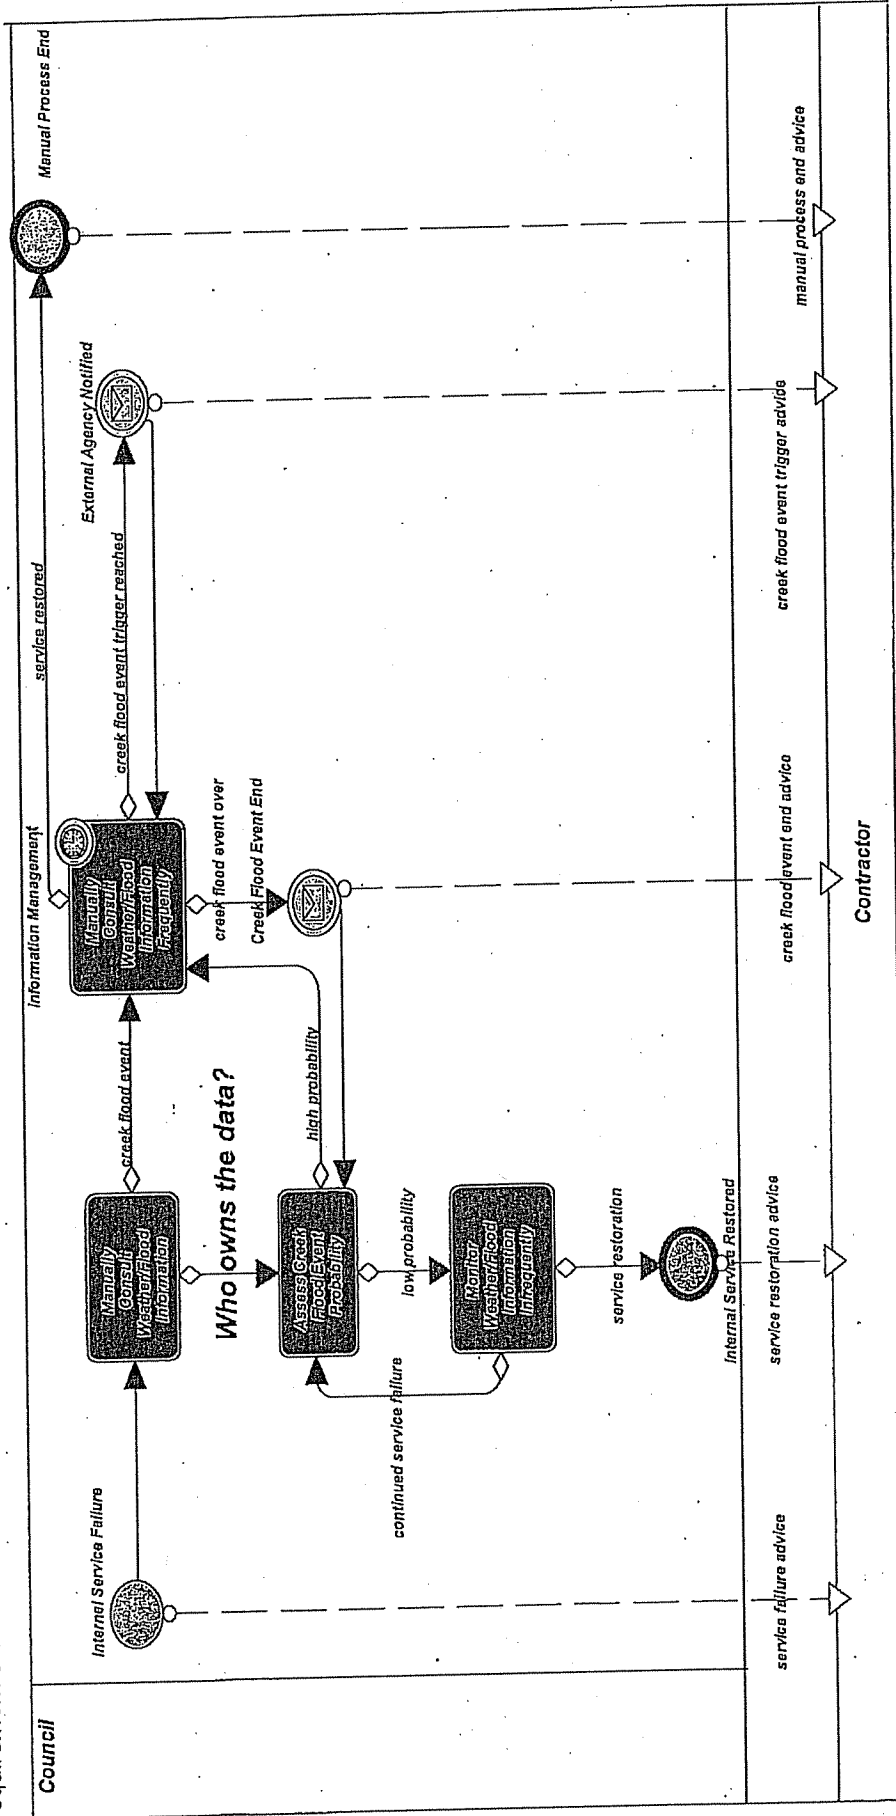 Council
Internal Service Failure
service failure advice
Manually
Consult
Weather/Flood
Information
creek flood event
Who owns the data?
Assess Creek
Flood Event
Probability
high probability
low probability
continued service failure
Monitor
Weather/Flood
Information
Infrequently
service restoration
Internal Service Restored
service restoration advice
Information Management
Manually
Consult
Weather/Flood
Information
Frequently
service restored
creek flood event trigger reached
creek flood event over
Creek Flood Event End
creek flood event end advice
External Agency Notified
creek flood event trigger advice
Manual Process End
manual process end advice
Contractor